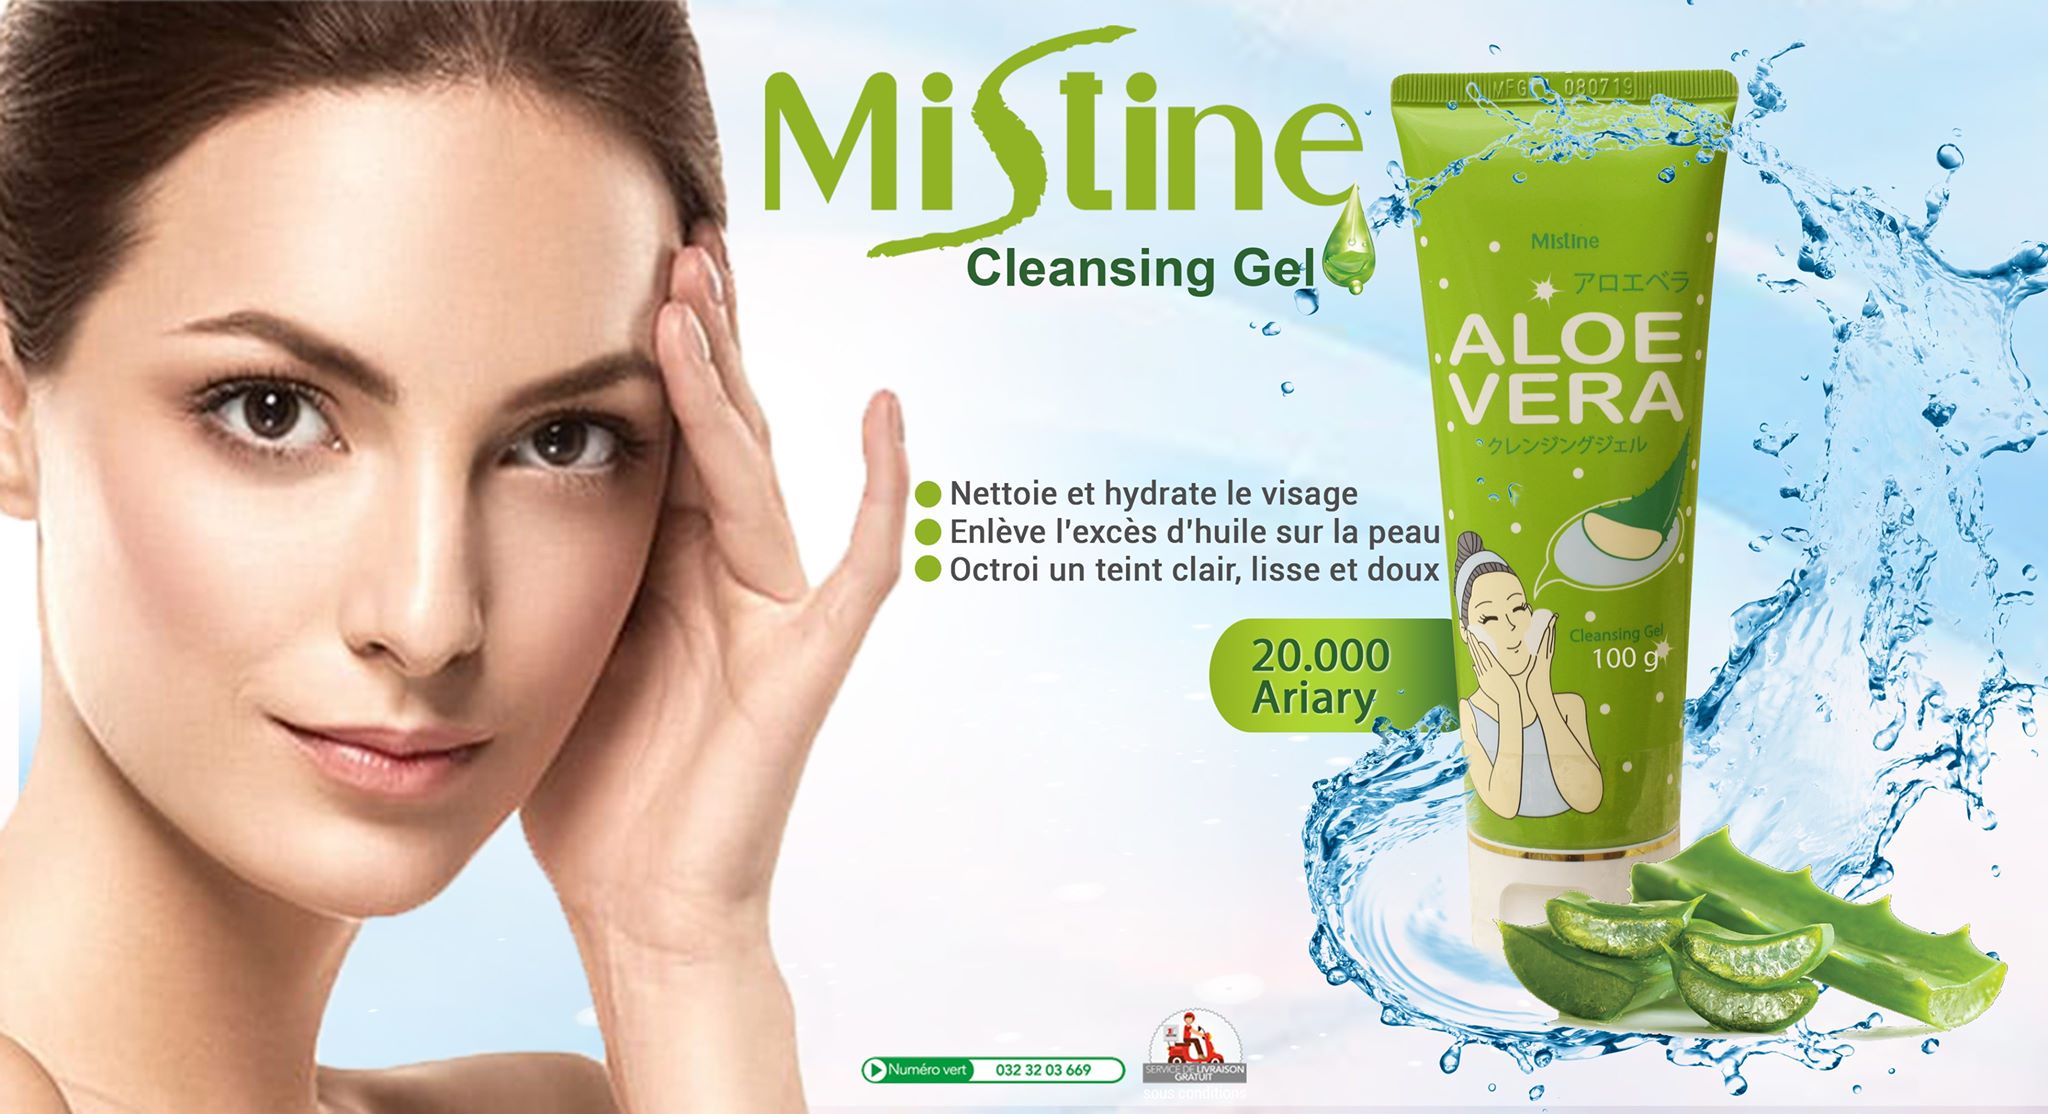 Mistine
Cleansing Gel
MFG 080719
Mistine
アロエベラ
ALOE
VERA
クレンジングジェル
Cleansing Gel
100 g
Nettoie et hydrate le visage
Enlève l'excès d'huile sur la peau
Octroi un teint clair, lisse et doux
20.000
Ariary
Numéro vert 032 32 03 669
SERVICE DE LIVRAISON
GRATUIT
sous conditions